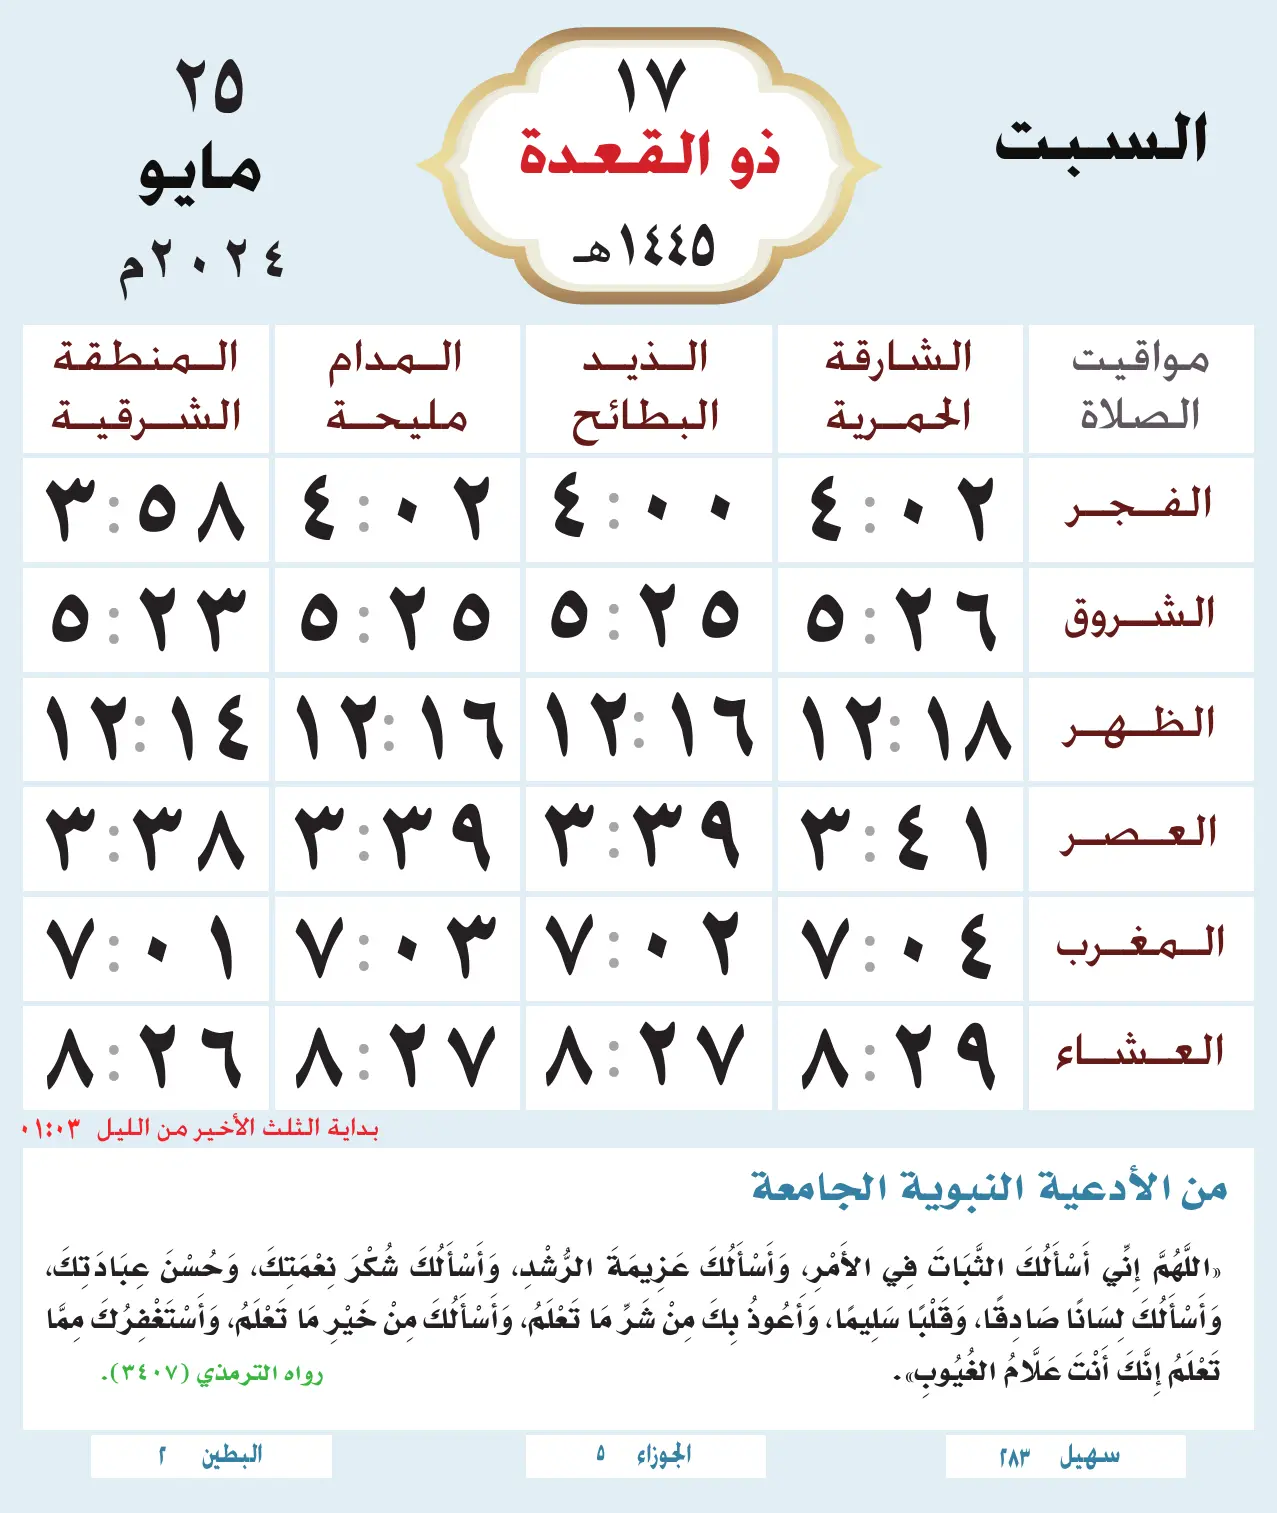 السبت
١٧
ذو القعدة
١٤٤٥هـ
٢٥
مايو
٢٠٢٤م
مواقيت الصلاة
الشارقة الحمرية
الذيد البطائح
المدام مليحة
المنطقة الشرقية
الفجر ٤:٠٢ ٤:٠٠ ٤:٠٢ ٣:٥٨
الشروق ٥:٢٦ ٥:٢٥ ٥:٢٥ ٥:٢٣
الظهر ١٢:١٨ ١٢:١٦ ١٢:١٦ ١٢:١٤
العصر ٣:٤١ ٣:٣٩ ٣:٣٩ ٣:٣٨
المغرب ٧:٠٤ ٧:٠٢ ٧:٠٣ ٧:٠١
العشاء ٨:٢٩ ٨:٢٧ ٨:٢٧ ٨:٢٦
بداية الثلث الأخير من الليل ٠١:٠٣
من الأدعية النبوية الجامعة
«اللَّهُمَّ إِنِّي أَسْأَلُكَ الثَّبَاتَ فِي الأَمْرِ، وَأَسْأَلُكَ عَزِيمَةَ الرُّشْدِ، وَأَسْأَلُكَ شُكْرَ نِعْمَتِكَ، وَحُسْنَ عِبَادَتِكَ،
وَأَسْأَلُكَ لِسَانًا صَادِقًا، وَقَلْبًا سَلِيمًا، وَأَعُوذُ بِكَ مِنْ شَرِّ مَا تَعْلَمُ، وَأَسْأَلُكَ مِنْ خَيْرِ مَا تَعْلَمُ، وَأَسْتَغْفِرُكَ مِمَّا
تَعْلَمُ إِنَّكَ أَنْتَ عَلَّامُ الغُيُوبِ». رواه الترمذي (٣٤٠٧).
سهيل ٢٨٣
الجوزاء ٥
البطين ٢